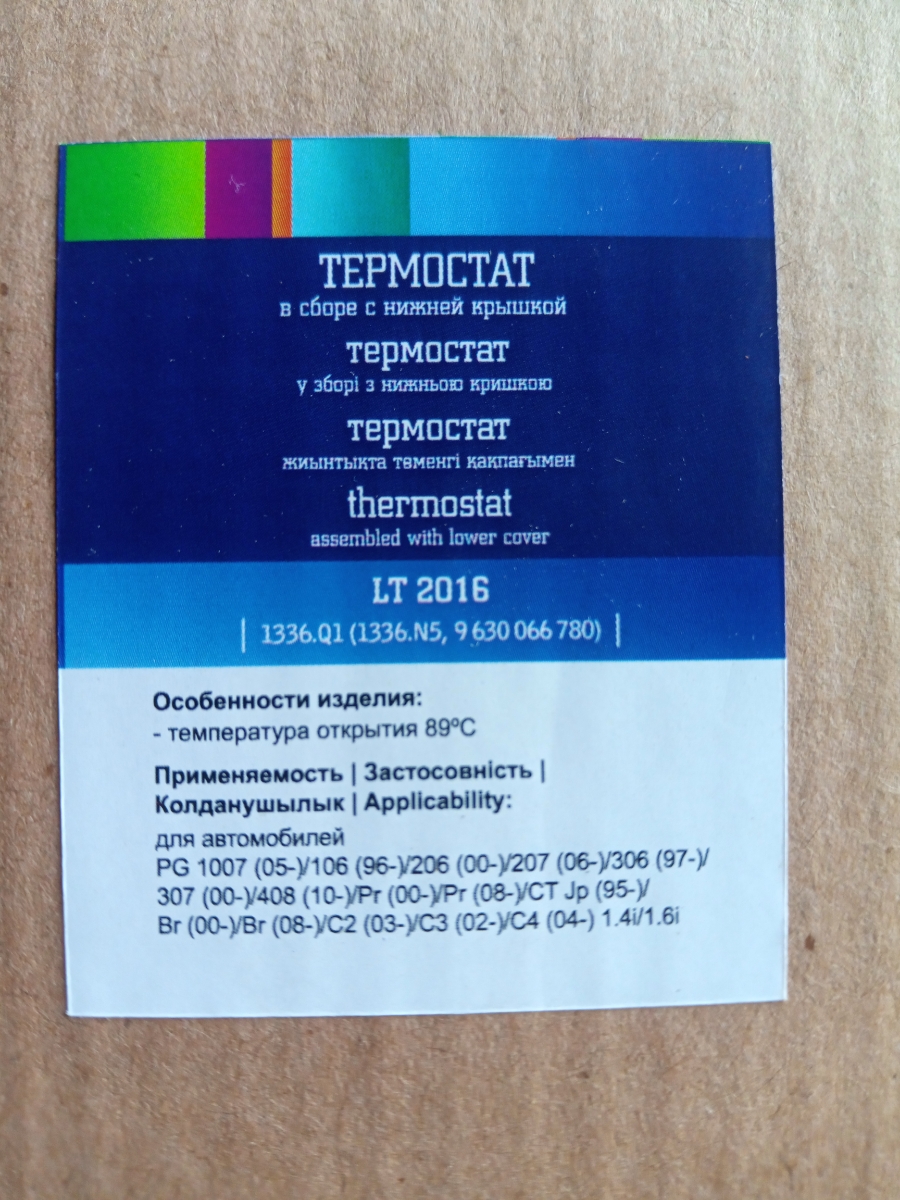 ТЕРМОСТАТ
в сборе с нижней крышкой
термостат
у зборі з нижньою кришкою
термостат
жиынтықта төменгі қақпағымен
thermostat
assembled with lower cover
LT 2016
1336.Q1 (1336.N5, 9 630 066 780)
Особенности изделия:
- температура открытия 89ºС
Применяемость | Застосовність |
Колданушылык | Applicability:
для автомобилей
PG 1007 (05-)/106 (96-)/206 (00-)/207 (06-)/306 (97-)/
307 (00-)/408 (10-)/Pr (00-)/Pr (08-)/CT Jp (95-)/
Br (00-)/Br (08-)/C2 (03-)/C3 (02-)/C4 (04-) 1.4i/1.6i